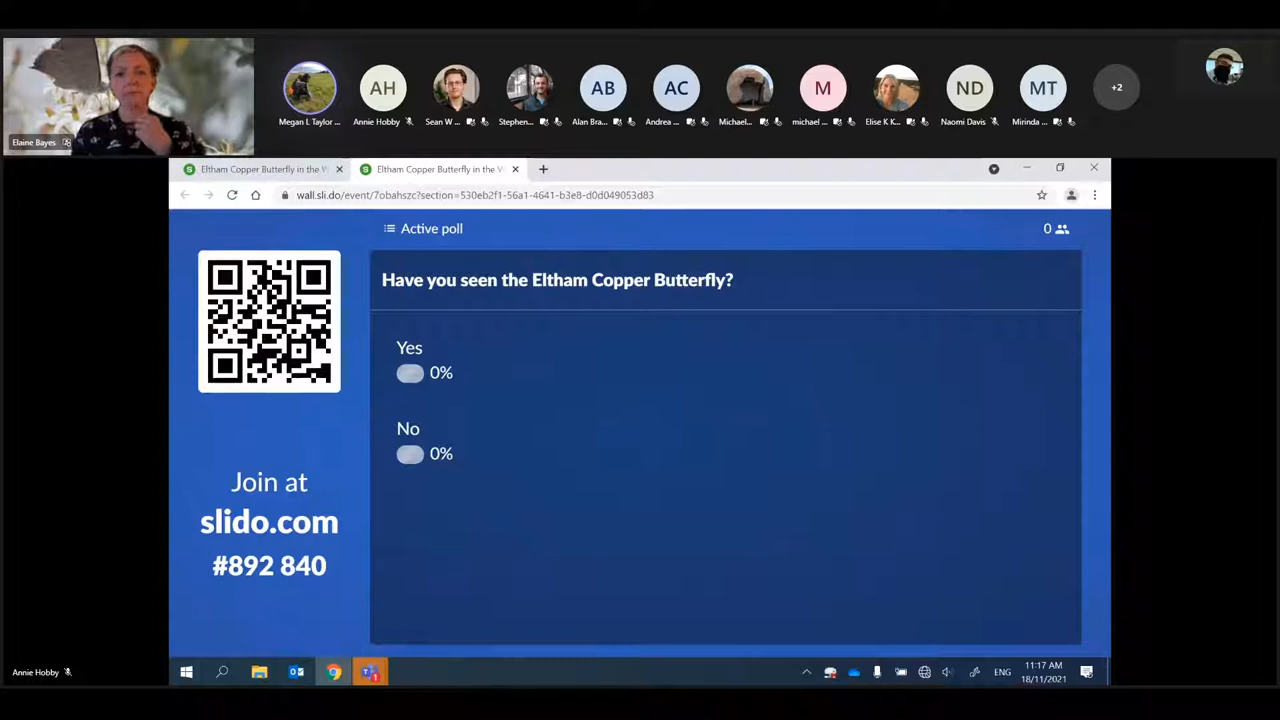 Elaine Bayes
Megan L Taylor ...
AH
Annie Hobby
Sean W ...
Stephen...
AB
Alan Bra...
AC
Andrea ...
Michael...
M
michael ...
Elise K K...
ND
Naomi Davis
MT
Mirinda ...
+2
Eltham Copper Butterfly in the W
Eltham Copper Butterfly in the V
wall.sli.do/event/7obahszc?section=530eb2f1-56a1-4641-b3e8-d0d049053d83
Active poll
0
Have you seen the Eltham Copper Butterfly?
Yes
0%
No
0%
Join at
slido.com
#892 840
Annie Hobby
ENG
11:17 AM
18/11/2021